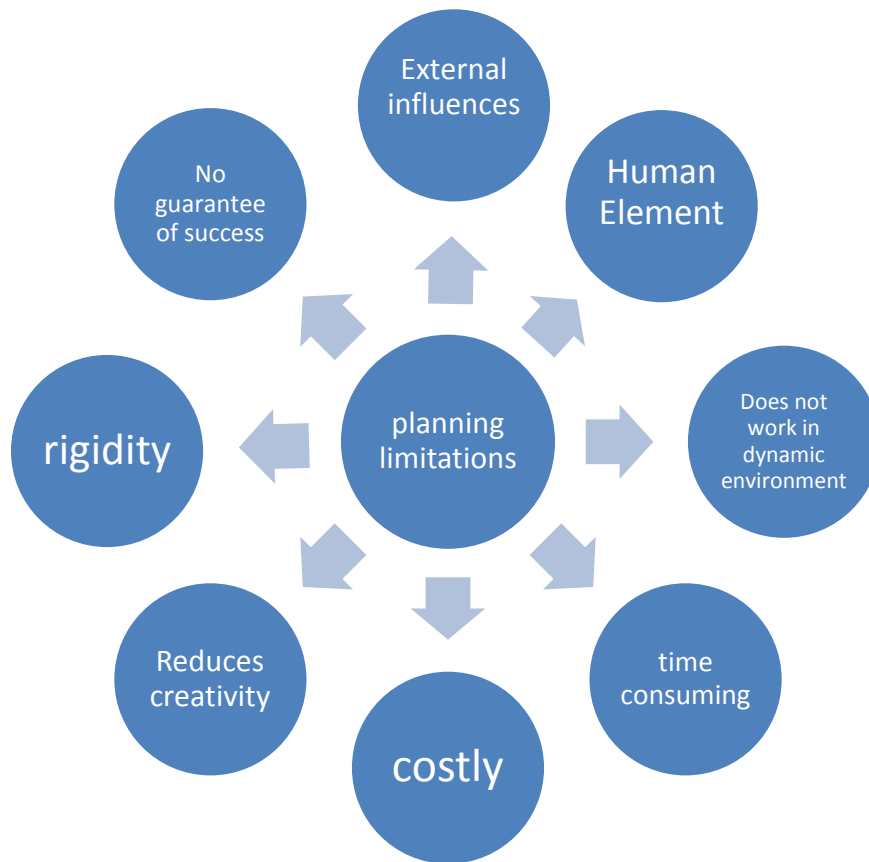 External
influences
Human
Element
Does not
work in
dynamic
environment
time
consuming
costly
Reduces
creativity
rigidity
No
guarantee
of success
planning
limitations